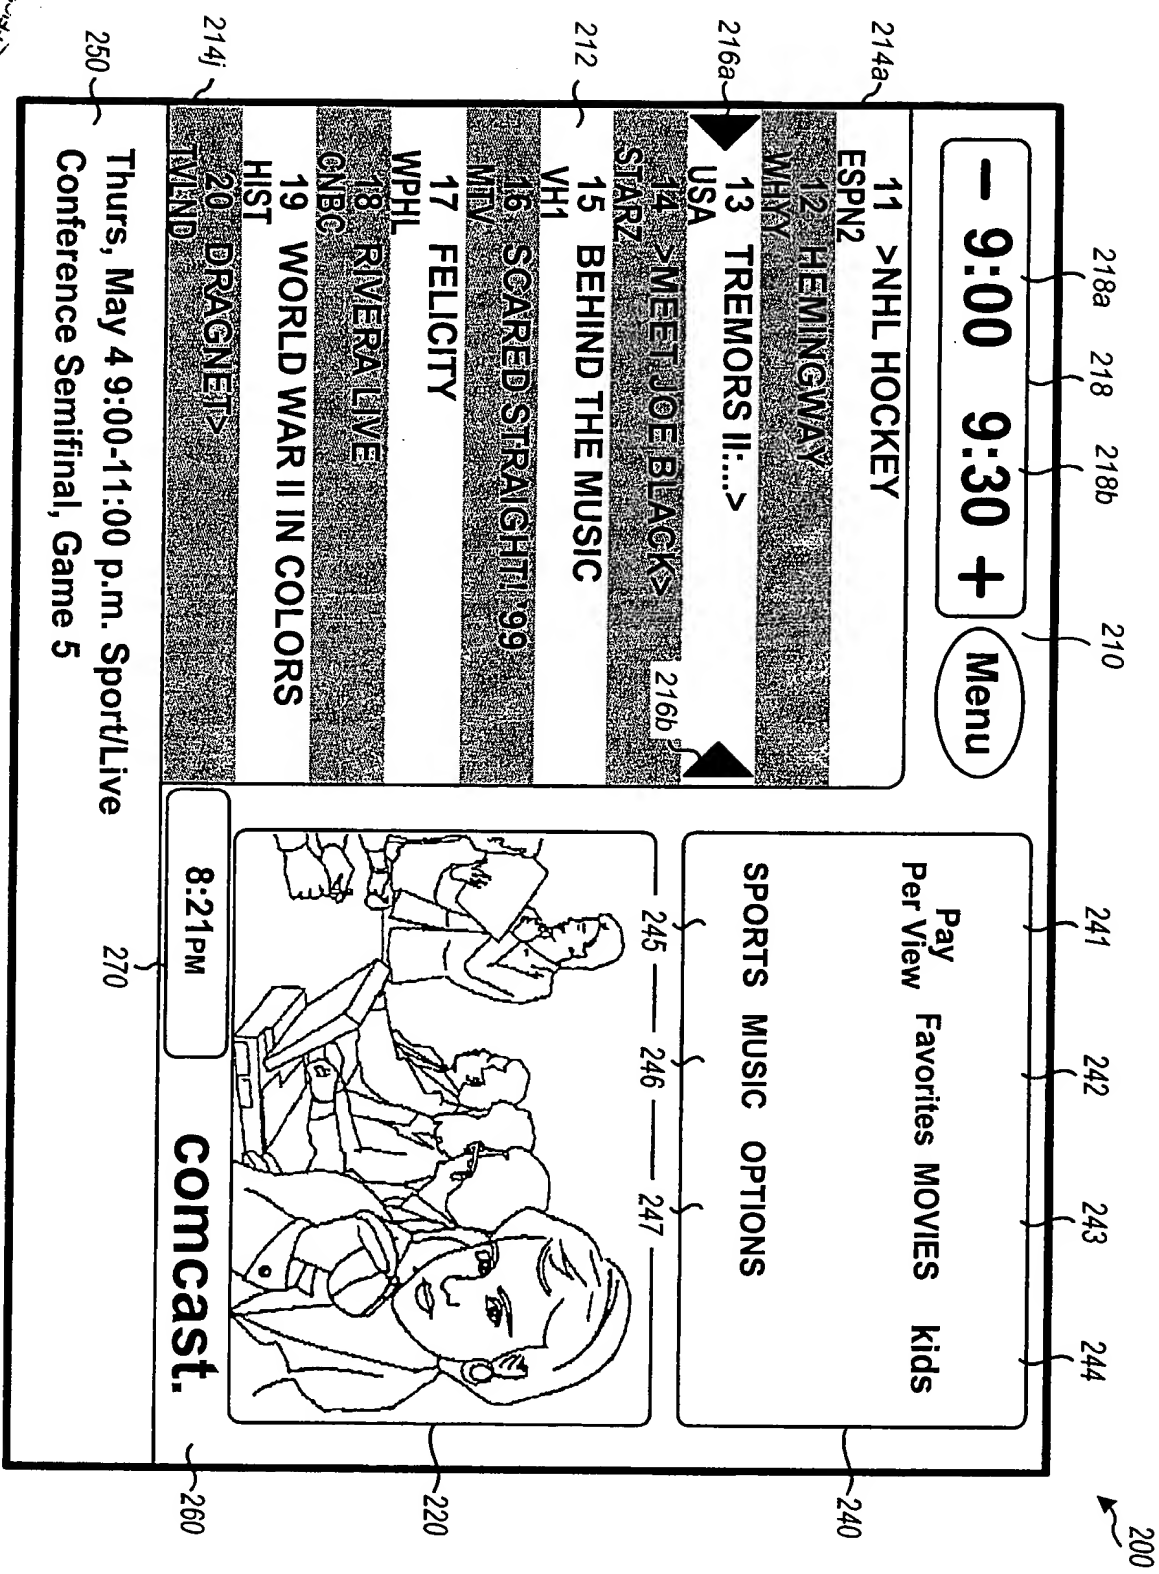 200
218a
218
218b
210
241
242
243
244
- 9:00 9:30 +
Menu
Pay
Per View Favorites MOVIES kids
SPORTS MUSIC OPTIONS
240
214a
11 >NHL HOCKEY
ESPN2
12 HEMINGWAY
WHYY
216a
13 TREMORS II:...>
USA
216b
14 >MEET JOE BLACK>
STARZ
212
15 BEHIND THE MUSIC
VH1
16 SCARED STRAIGHT! '99
MTV
17 FELICITY
WPHL
18 RIVERA LIVE
CNBC
19 WORLD WAR II IN COLORS
HIST
214j
20 DRAGNET>
TVLND
245
246
247
220
8:21PM
comcast.
260
270
250
Thurs, May 4 9:00-11:00 p.m. Sport/Live
Conference Semifinal, Game 5